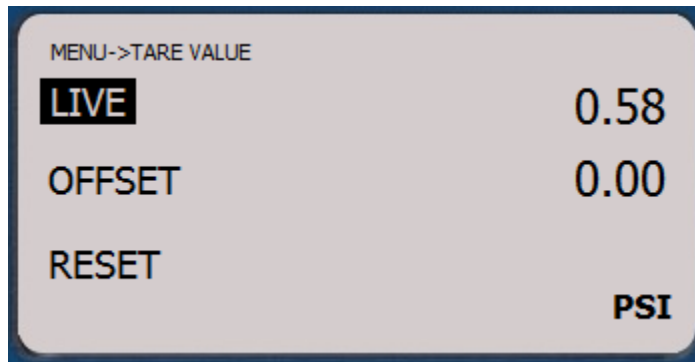 MENU->TARE VALUE
LIVE 0.58
OFFSET 0.00
RESET
PSI